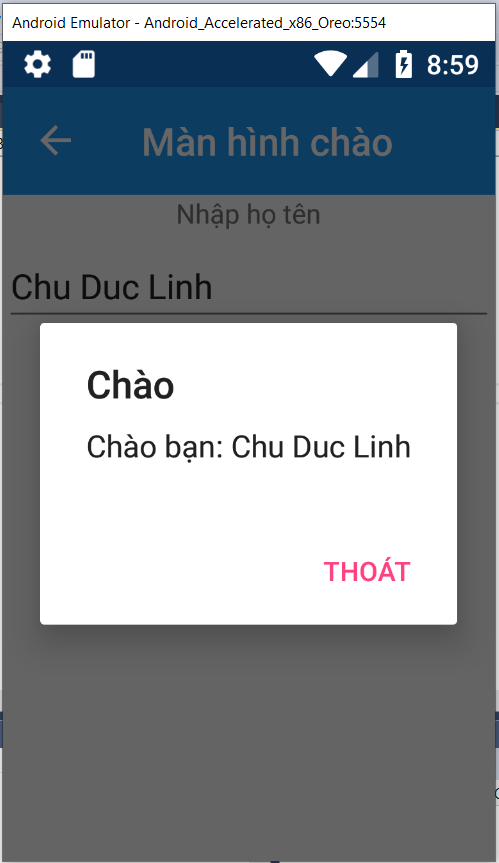 Android Emulator - Android_Accelerated_x86_Oreo:5554
8:59
Màn hình chào
Nhập họ tên
Chu Duc Linh
Chào
Chào bạn: Chu Duc Linh
THOÁT